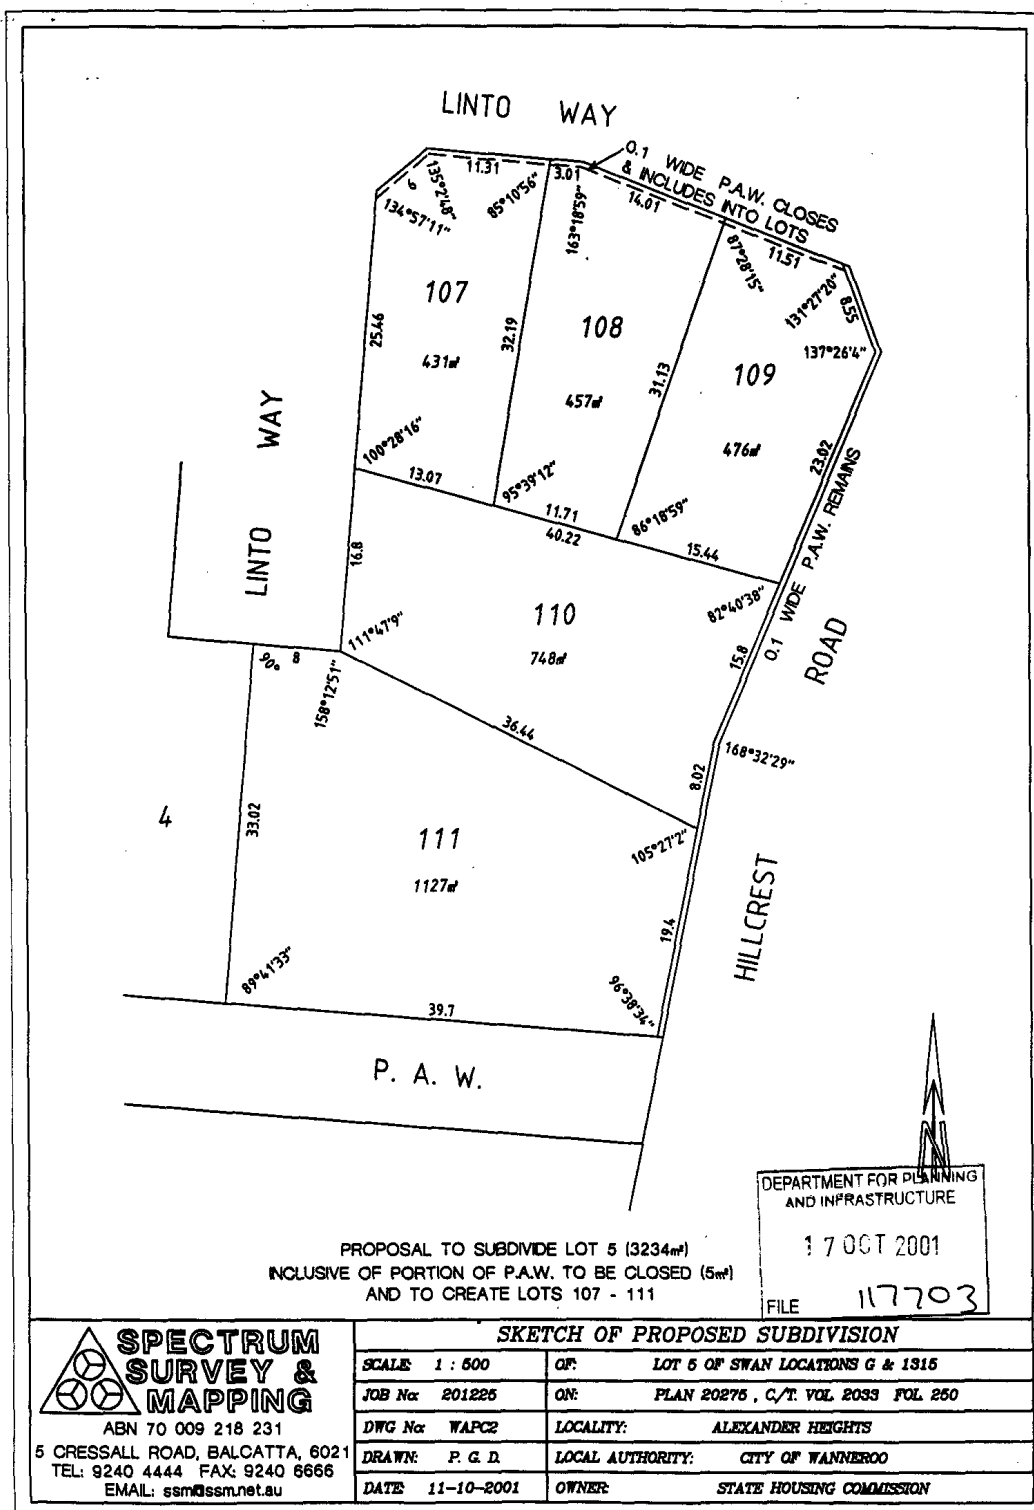 LINTO WAY
0.1 WIDE P.A.W. CLOSES
& INCLUDES INTO LOTS
11.31
3.01
14.01
11.51
6
135°2'48"
134°57'11"
85°10'56"
163°18'59"
87°28'15"
131°27'20"
8.55
137°26'4"
107
431㎡
108
457㎡
109
476㎡
25.46
32.19
31.13
23.02
LINTO WAY
100°28'16"
13.07
95°39'12"
11.71
40.22
86°18'59"
15.44
82°40'38"
0.1 WIDE P.A.W. REMAINS
16.8
110
748㎡
15.8
HILLCREST ROAD
111°47'9"
90°
8
158°12'51"
36.44
168°32'29"
8.02
105°27'2"
4
33.02
111
1127㎡
19.4
89°41'33"
96°38'34"
39.7
P. A. W.
N
DEPARTMENT FOR PLANNING
AND INFRASTRUCTURE
17 OCT 2001
FILE 117703
PROPOSAL TO SUBDIVIDE LOT 5 (3234㎡)
INCLUSIVE OF PORTION OF P.A.W. TO BE CLOSED (5㎡)
AND TO CREATE LOTS 107 - 111
SPECTRUM
SURVEY &
MAPPING
ABN 70 009 218 231
5 CRESSALL ROAD, BALCATTA, 6021
TEL: 9240 4444 FAX: 9240 6666
EMAIL: ssm@ssm.net.au
SKETCH OF PROPOSED SUBDIVISION
SCALE: 1 : 500 OF: LOT 5 OF SWAN LOCATIONS G & 1315
JOB No: 201225 ON: PLAN 20275 , C/T. VOL 2033 FOL 250
DWG No: WAPC2 LOCALITY: ALEXANDER HEIGHTS
DRAWN: P. G. D. LOCAL AUTHORITY: CITY OF WANNEROO
DATE: 11-10-2001 OWNER: STATE HOUSING COMMISSION